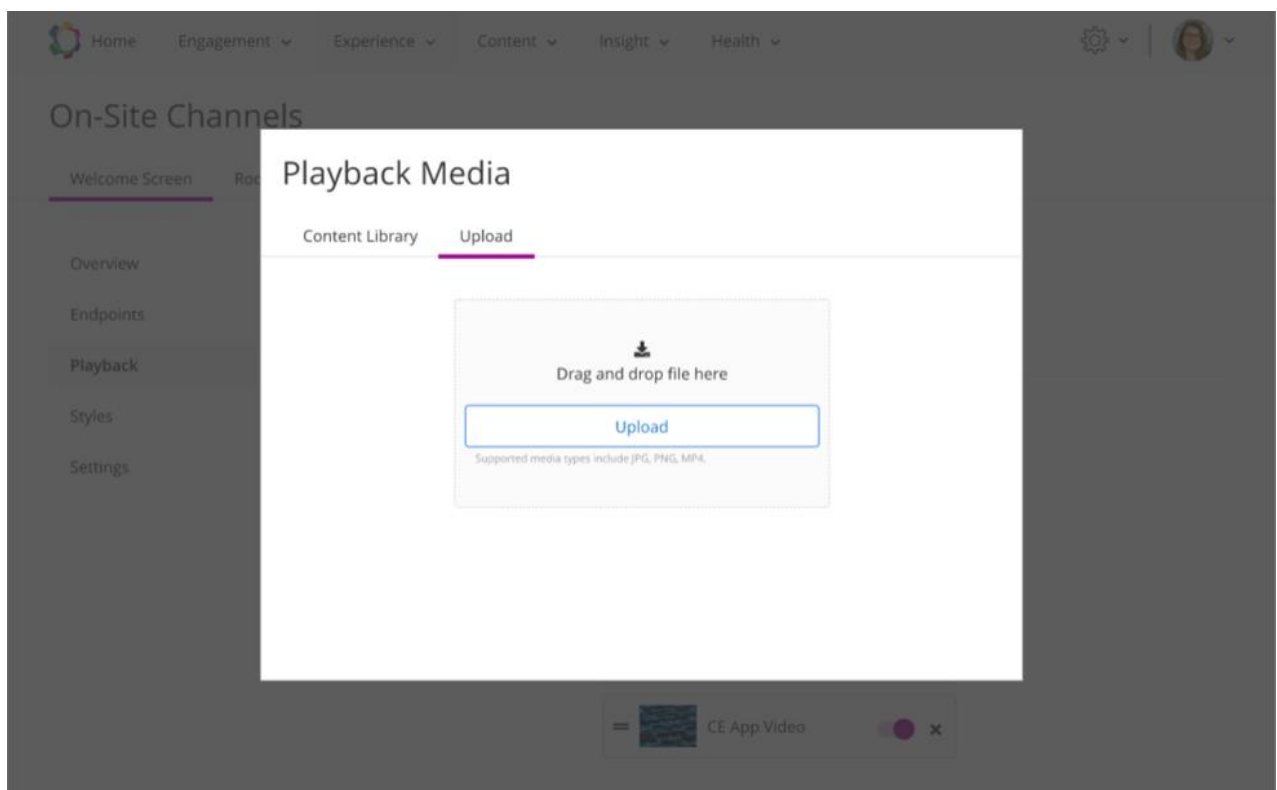 Home Engagement Experience Content Insight Health
On-Site Channels
Welcome Screen Roo
Playback Media
Content Library Upload
Overview
Endpoints
Playback
Styles
Settings
Drag and drop file here
Upload
Supported media types include JPG, PNG, MP4.
CE App Video